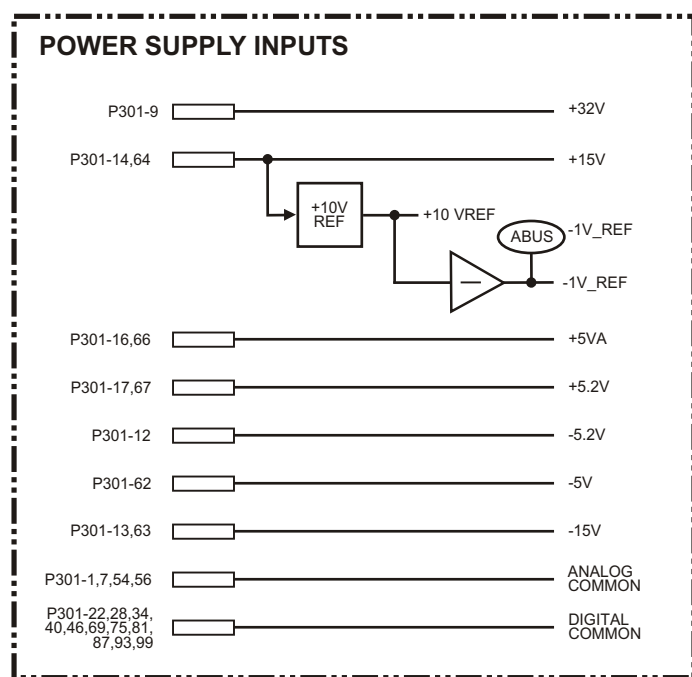 POWER SUPPLY INPUTS
P301-9
+32V
P301-14,64
+15V
+10V
REF
+10 VREF
ABUS
-1V_REF
-1V_REF
P301-16,66
+5VA
P301-17,67
+5.2V
P301-12
-5.2V
P301-62
-5V
P301-13,63
-15V
P301-1,7,54,56
ANALOG
COMMON
P301-22,28,34,
40,46,69,75,81,
87,93,99
DIGITAL
COMMON